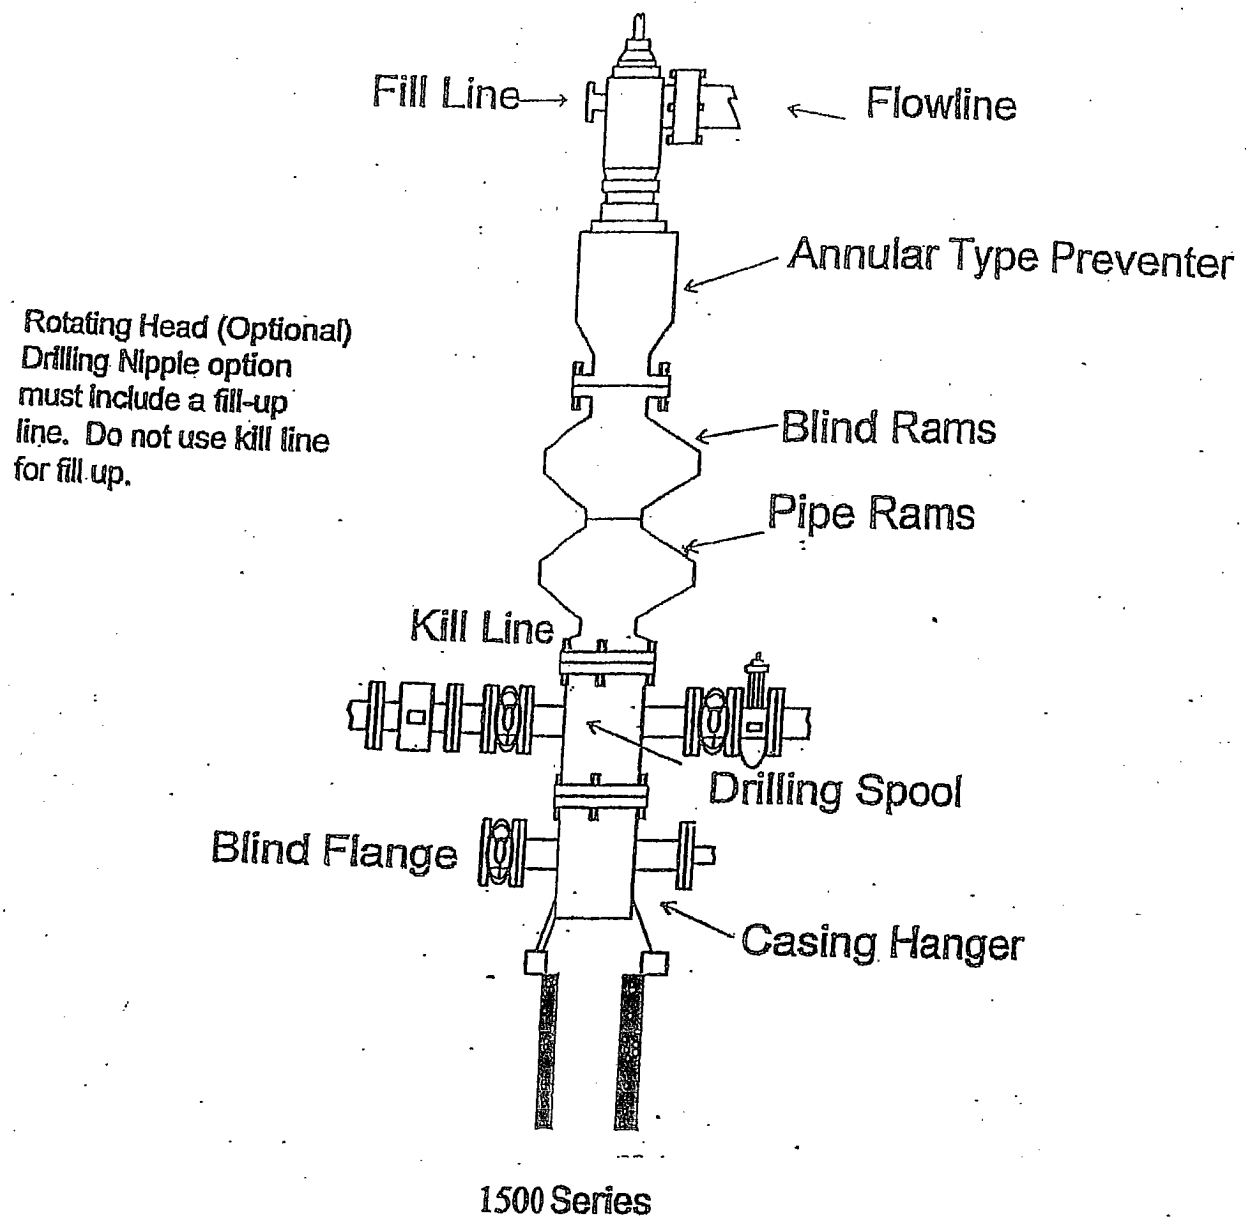 Fill Line
Flowline
Annular Type Preventer
Rotating Head (Optional)
Drilling Nipple option
must include a fill-up
line. Do not use kill line
for fill up.
Blind Rams
Pipe Rams
Kill Line
Drilling Spool
Blind Flange
Casing Hanger
1500 Series